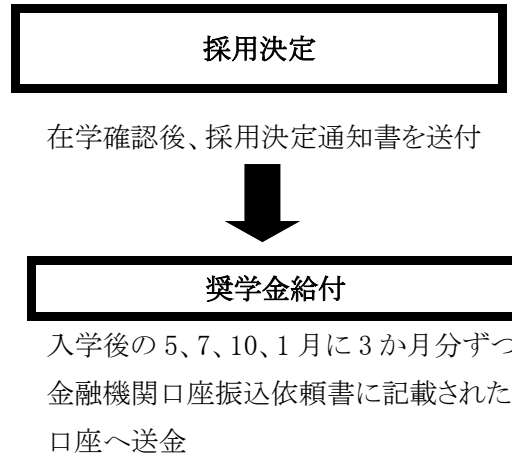 採用決定
在学確認後、採用決定通知書を送付
奨学金給付
入学後の 5、7、10、1 月に 3 か月分ずつ
金融機関口座振込依頼書に記載された
口座へ送金